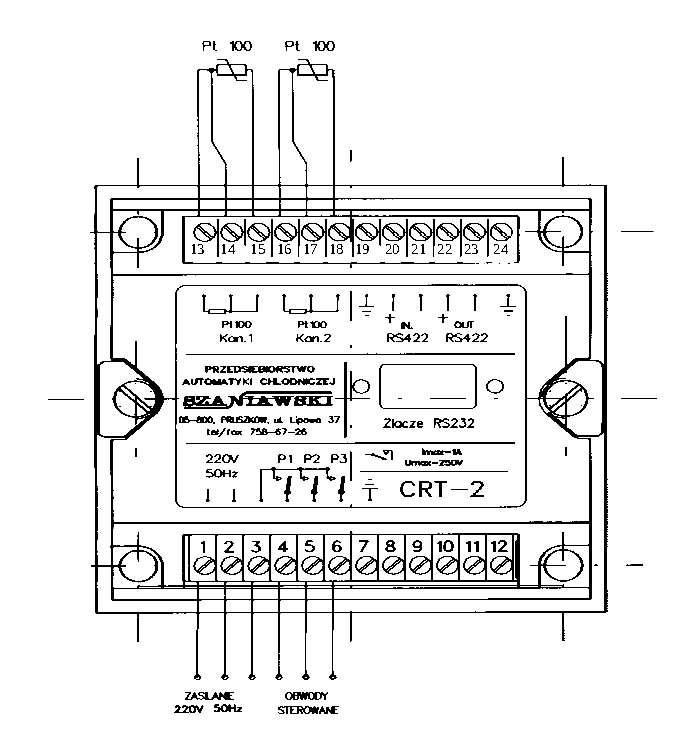 Pt 100 Pt 100
13 14 15 16 17 18 19 20 21 22 23 24
Pt100 Pt100 + IN. + OUT
Kan.1 Kan.2 RS422 RS422
PRZEDSIEBIORSTWO
AUTOMATYKI CHLODNICZEJ
SZANIAWSKI
05-800, PRUSZKOW, ul. Lipowa 37
tel/fax 758-67-26
Zlacze RS232
220V P1 P2 P3
50Hz
Imax-1A
Umax-250V
CRT-2
1 2 3 4 5 6 7 8 9 10 11 12
ZASILANIE OBWODY
220V 50Hz STEROWANE